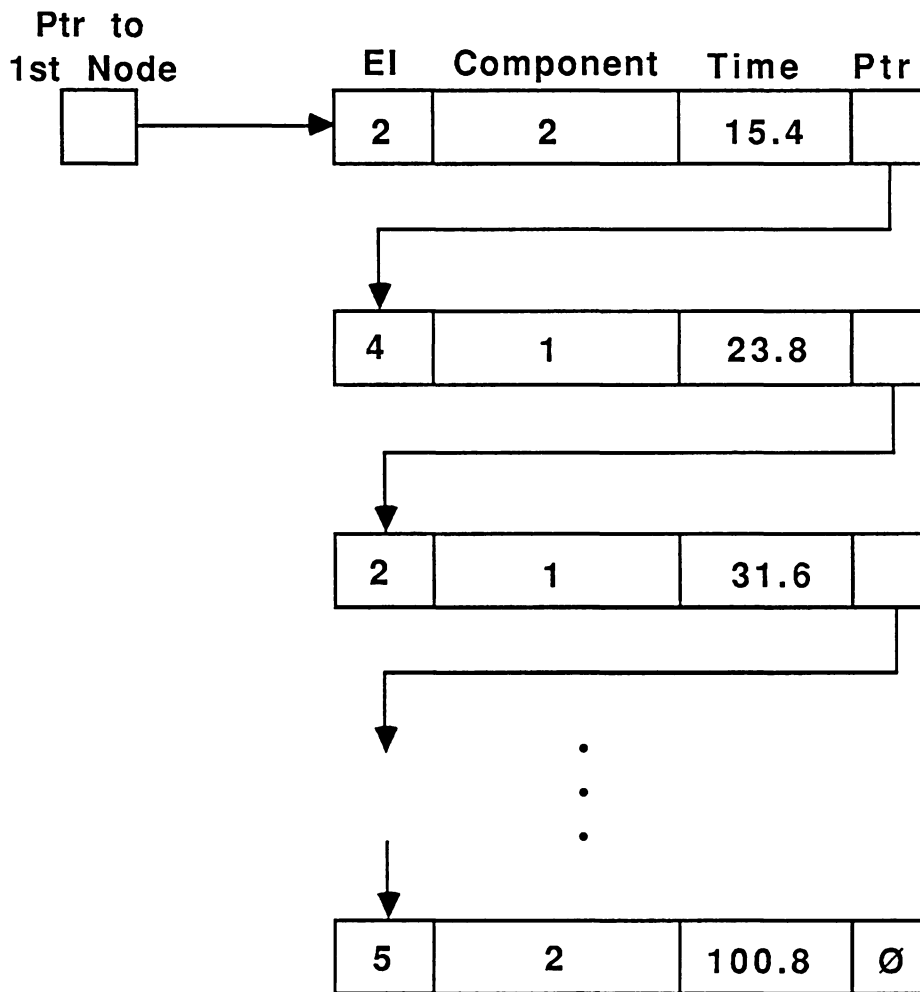 Ptr to
1st Node
EI Component Time Ptr
2 2 15.4
4 1 23.8
2 1 31.6
5 2 100.8 Ø